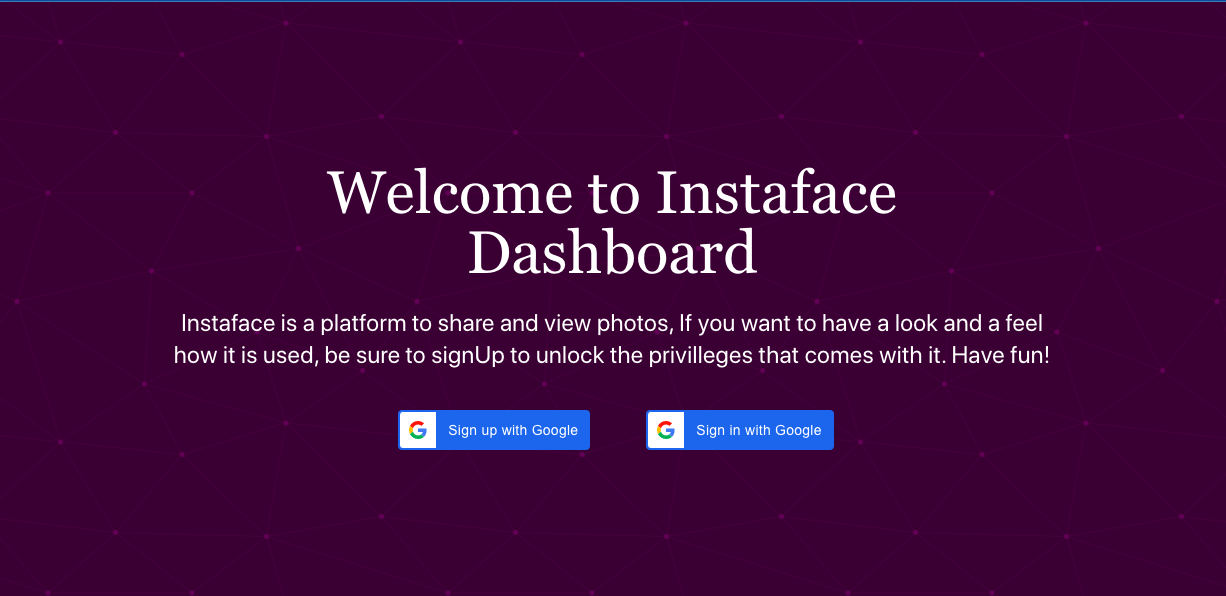 Welcome to Instaface
Dashboard
Instaface is a platform to share and view photos, If you want to have a look and a feel
how it is used, be sure to signUp to unlock the privilleges that comes with it. Have fun!
Sign up with Google
Sign in with Google